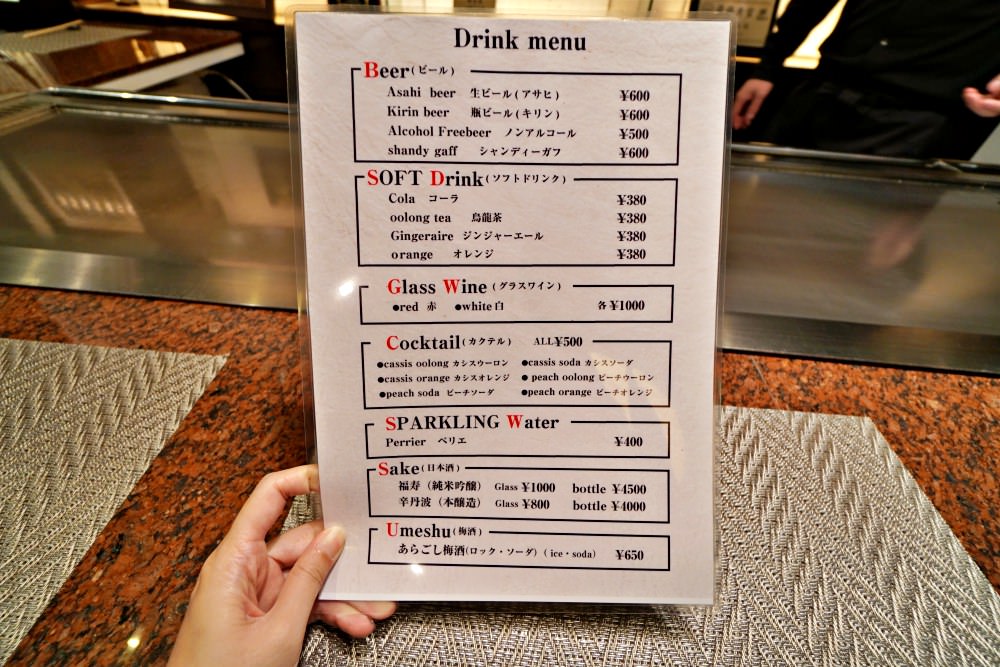 Drink menu
Beer(ビール)
Asahi beer 生ビール(アサヒ) ¥600
Kirin beer 瓶ビール(キリン) ¥600
Alcohol Freebeer ノンアルコール ¥500
shandy gaff シャンディーガフ ¥600
SOFT Drink(ソフトドリンク)
Cola コーラ ¥380
oolong tea 烏龍茶 ¥380
Gingeraire ジンジャーエール ¥380
orange オレンジ ¥380
Glass Wine(グラスワイン)
●red 赤 ●white白 各¥1000
Cocktail(カクテル) ALL¥500
●cassis oolong カシスウーロン ●cassis soda カシスソーダ
●cassis orange カシスオレンジ ● peach oolong ピーチウーロン
●peach soda ピーチソーダ ●peach orange ピーチオレンジ
SPARKLING Water
Perrier ペリエ ¥400
Sake(日本酒)
福寿（純米吟醸） Glass ¥1000 bottle ¥4500
辛丹波（本醸造） Glass ¥800 bottle ¥4000
Umeshu(梅酒)
あらごし梅酒(ロック・ソーダ)（ice・soda） ¥650